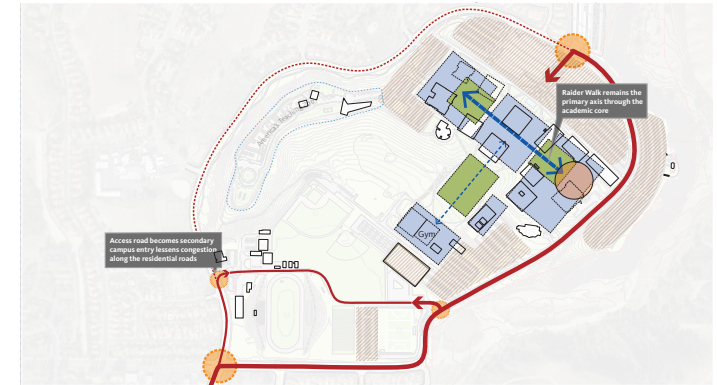 Raider Walk remains the
primary axis through the
academic core
Gym
Access road becomes secondary
campus entry lessens congestion
along the residential roads